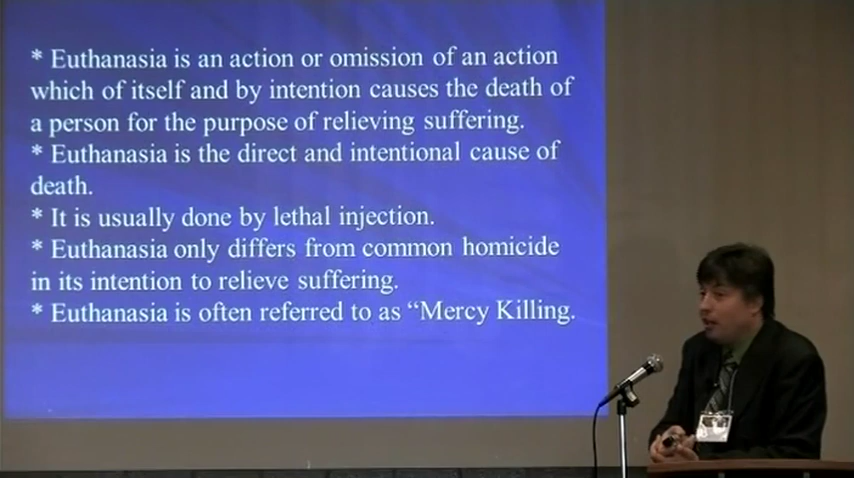 * Euthanasia is an action or omission of an action
which of itself and by intention causes the death of
a person for the purpose of relieving suffering.
* Euthanasia is the direct and intentional cause of
death.
* It is usually done by lethal injection.
* Euthanasia only differs from common homicide
in its intention to relieve suffering.
* Euthanasia is often referred to as “Mercy Killing.